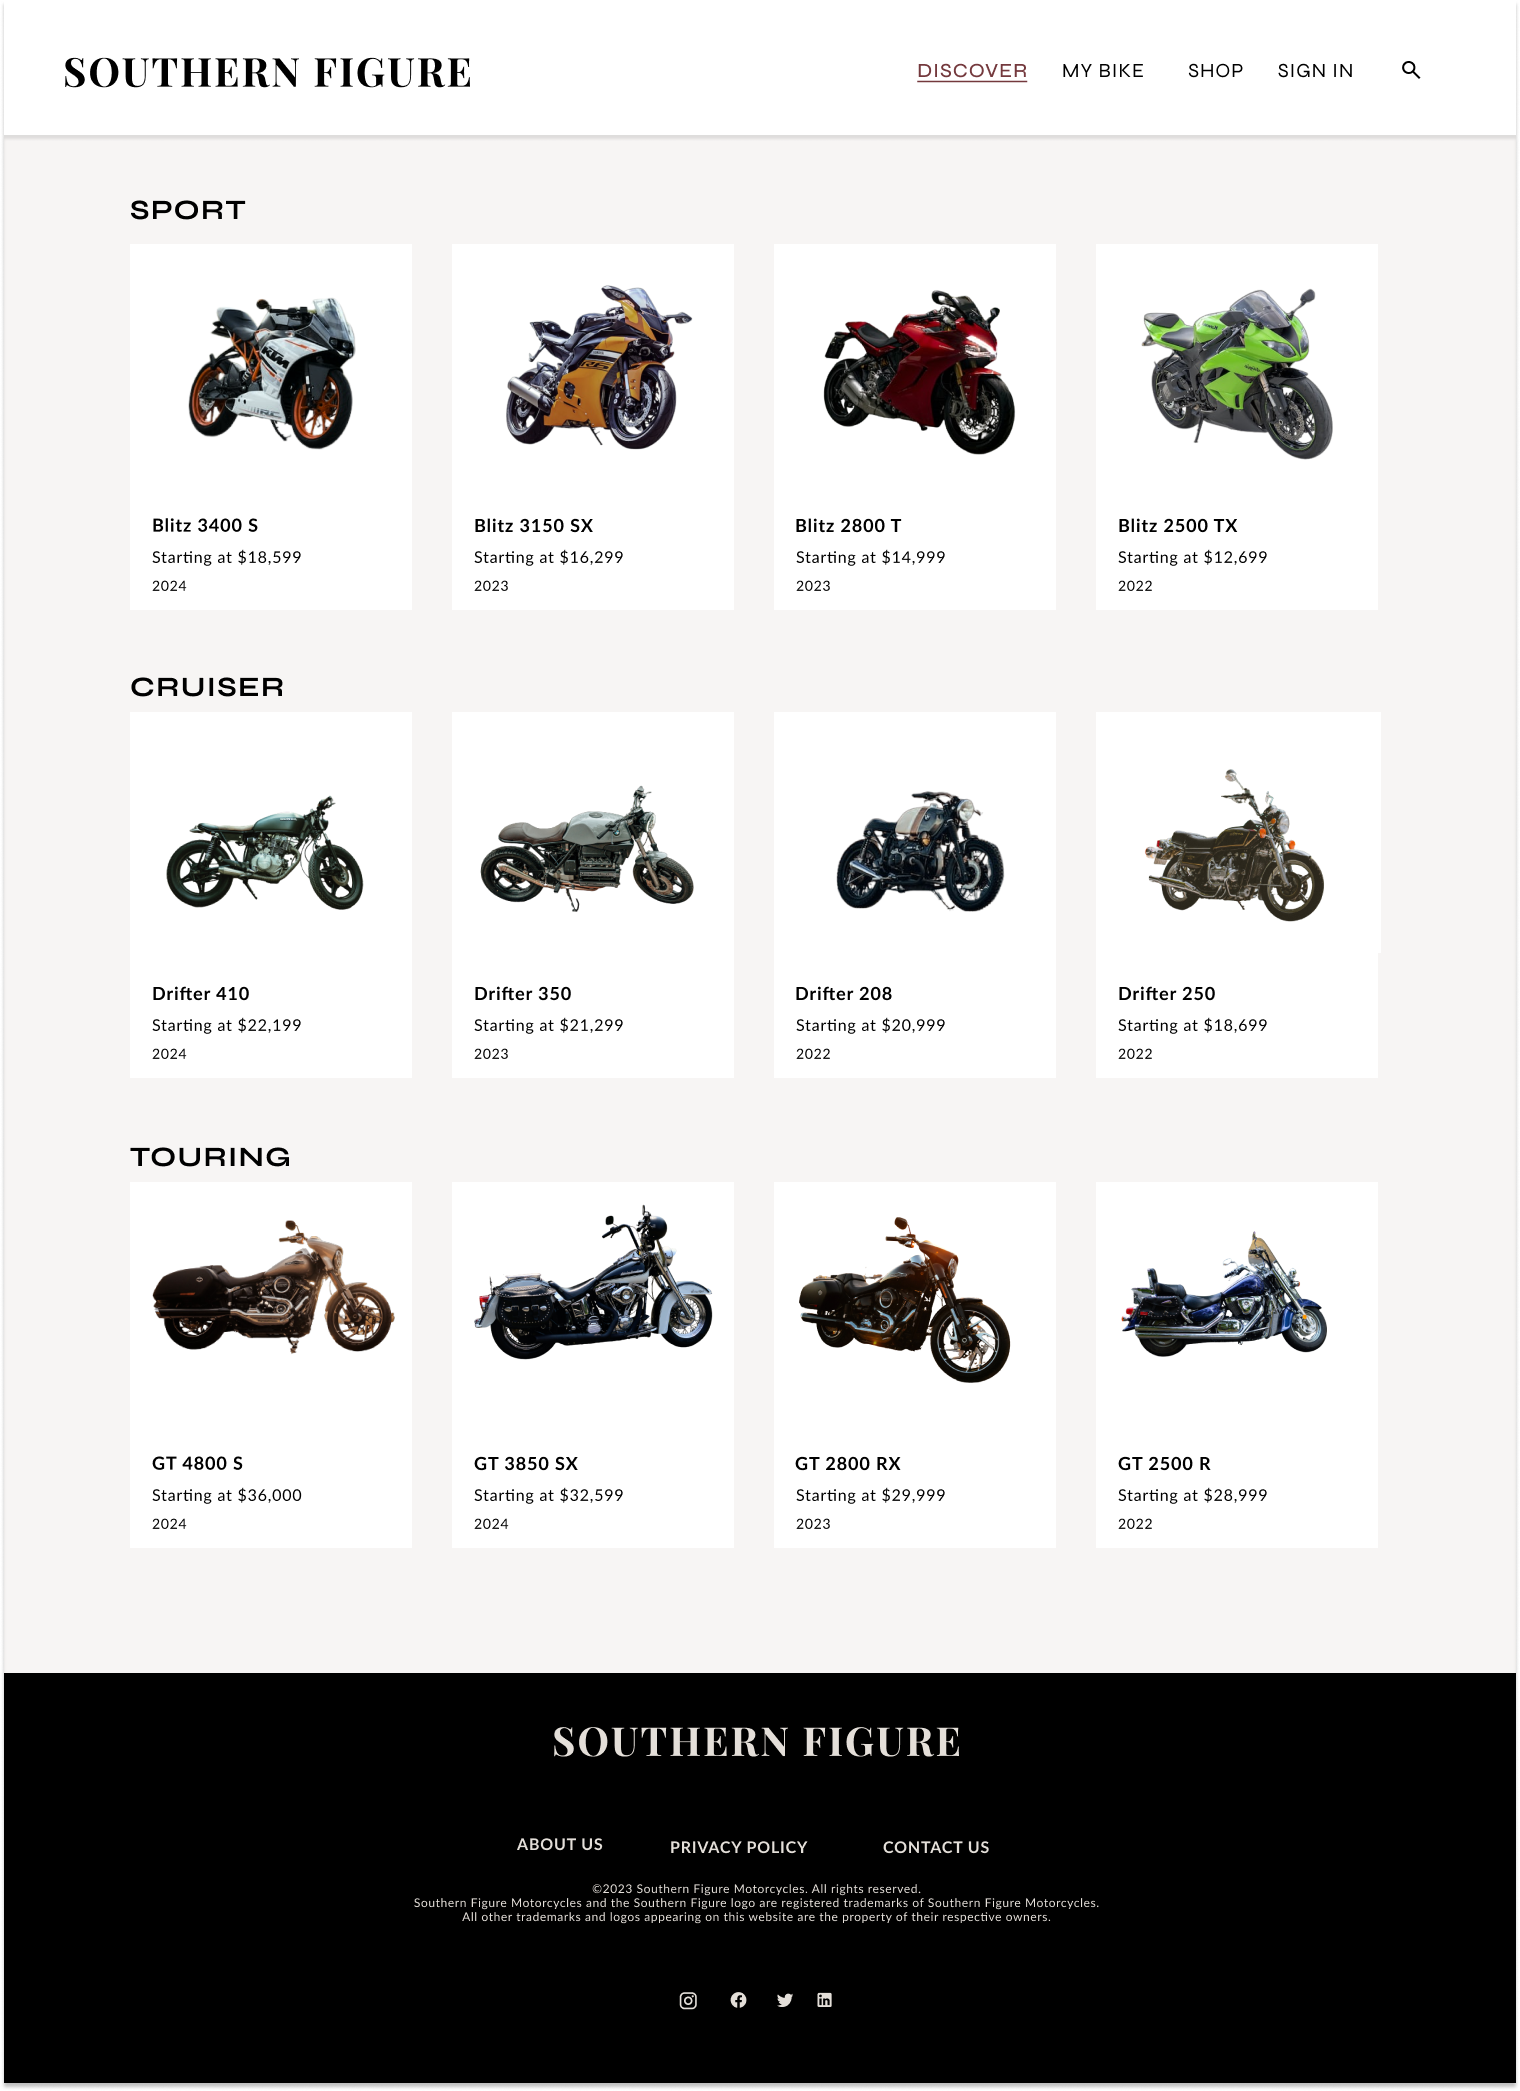 SOUTHERN FIGURE
DISCOVER MY BIKE SHOP SIGN IN
SPORT
KTM
Blitz 3400 S
Starting at $18,599
2024
Blitz 3150 SX
Starting at $16,299
2023
Blitz 2800 T
Starting at $14,999
2023
Blitz 2500 TX
Starting at $12,699
2022
CRUISER
Drifter 410
Starting at $22,199
2024
Drifter 350
Starting at $21,299
2023
Drifter 208
Starting at $20,999
2022
Drifter 250
Starting at $18,699
2022
TOURING
GT 4800 S
Starting at $36,000
2024
GT 3850 SX
Starting at $32,599
2024
GT 2800 RX
Starting at $29,999
2023
GT 2500 R
Starting at $28,999
2022
SOUTHERN FIGURE
ABOUT US PRIVACY POLICY CONTACT US
©2023 Southern Figure Motorcycles. All rights reserved.
Southern Figure Motorcycles and the Southern Figure logo are registered trademarks of Southern Figure Motorcycles.
All other trademarks and logos appearing on this website are the property of their respective owners.